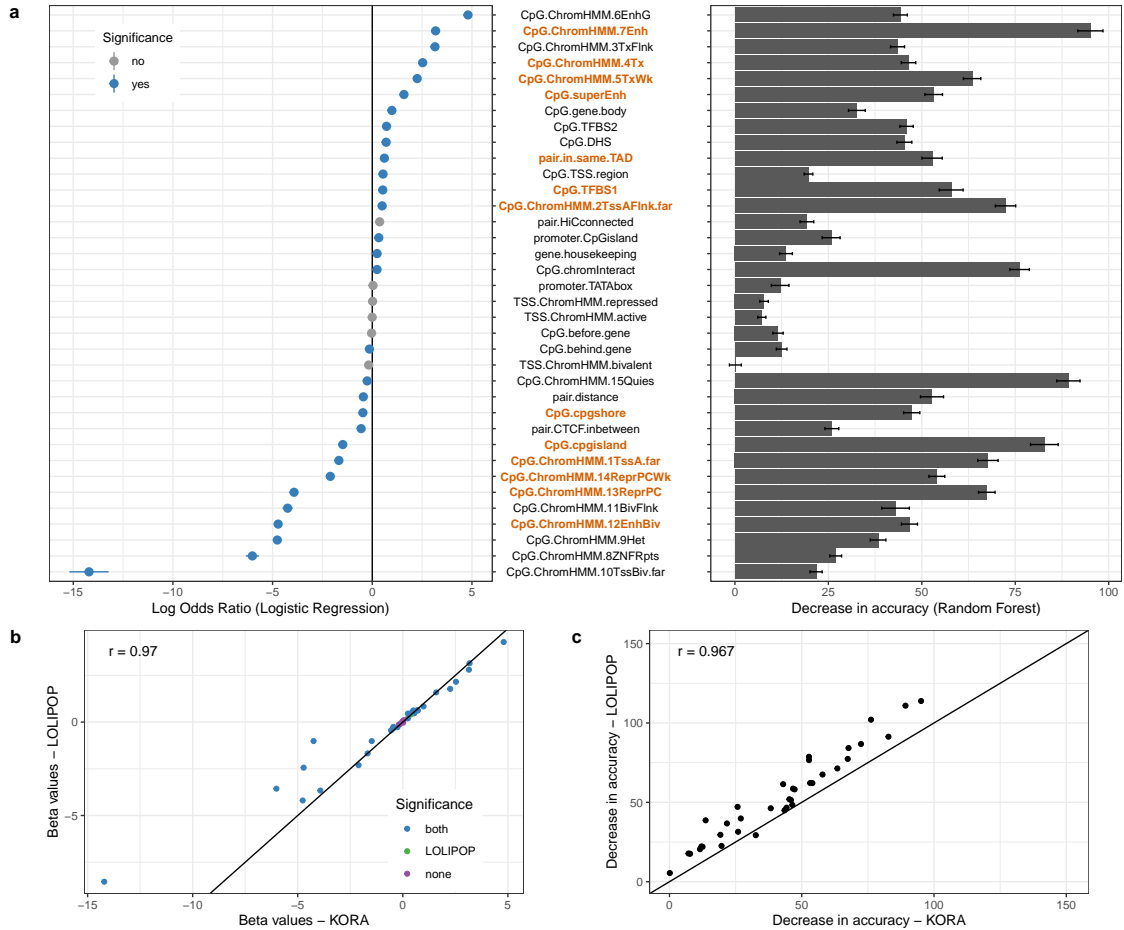 a
Significance
no
yes
CpG.ChromHMM.6EnhG
CpG.ChromHMM.7Enh
CpG.ChromHMM.3TxFlnk
CpG.ChromHMM.4Tx
CpG.ChromHMM.5TxWk
CpG.superEnh
CpG.gene.body
CpG.TFBS2
CpG.DHS
pair.in.same.TAD
CpG.TSS.region
CpG.TFBS1
CpG.ChromHMM.2TssAFlnk.far
pair.HiCconnected
promoter.CpGisland
gene.housekeeping
CpG.chromInteract
promoter.TATAbox
TSS.ChromHMM.repressed
TSS.ChromHMM.active
CpG.before.gene
CpG.behind.gene
TSS.ChromHMM.bivalent
CpG.ChromHMM.15Quies
pair.distance
CpG.cpgshore
pair.CTCF.inbetween
CpG.cpgisland
CpG.ChromHMM.1TssA.far
CpG.ChromHMM.14ReprPCWk
CpG.ChromHMM.13ReprPC
CpG.ChromHMM.11BivFlnk
CpG.ChromHMM.12EnhBiv
CpG.ChromHMM.9Het
CpG.ChromHMM.8ZNFRpts
CpG.ChromHMM.10TssBiv.far
−15 −10 −5 0 5
Log Odds Ratio (Logistic Regression)
0 25 50 75 100
Decrease in accuracy (Random Forest)
b
r = 0.97
0
−5
Beta values − LOLIPOP
Significance
both
LOLIPOP
none
−15 −10 −5 0 5
Beta values − KORA
c
r = 0.967
150
100
50
0
Decrease in accuracy − LOLIPOP
0 50 100 150
Decrease in accuracy − KORA